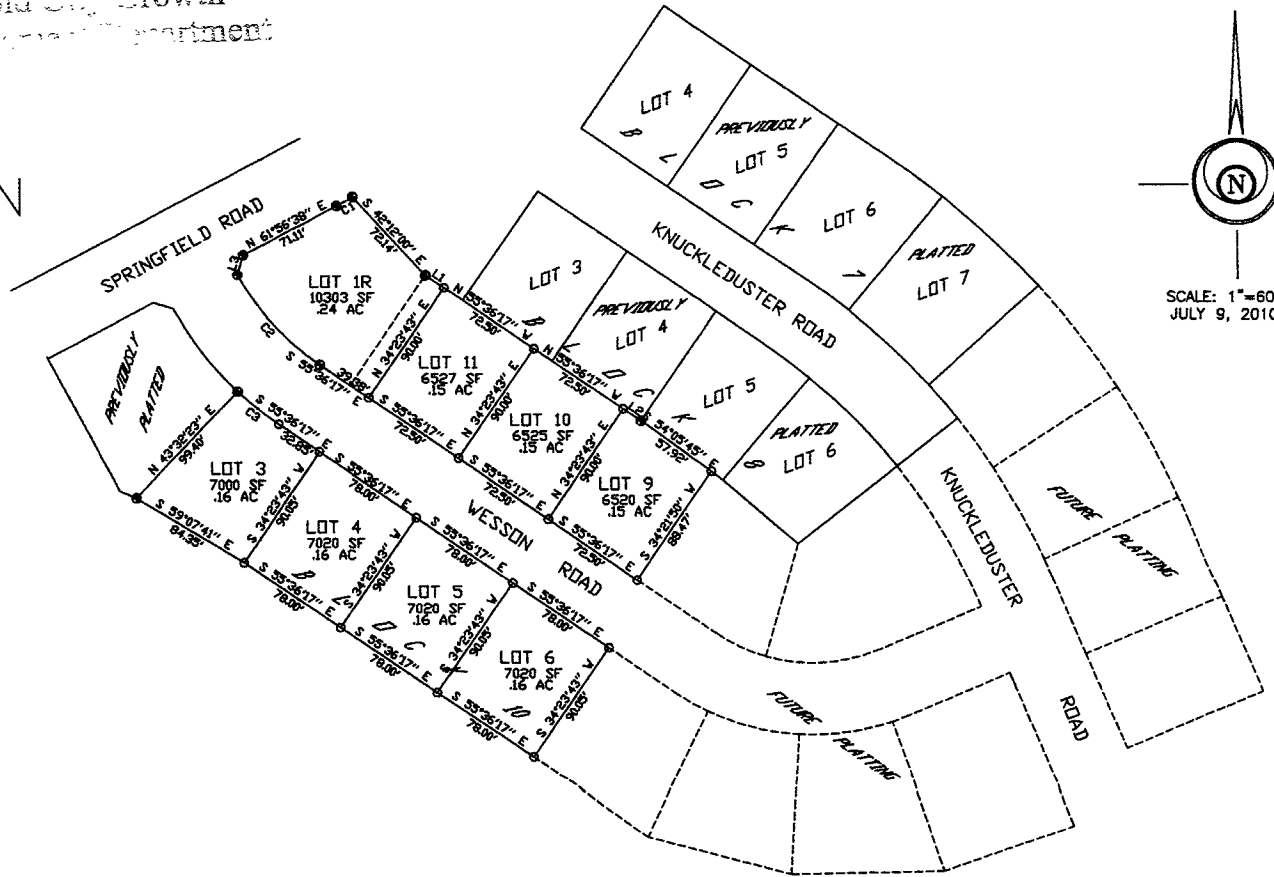 Growth
SPRINGFIELD ROAD
N 61°56'38" E
71.11'
C1
S 42°12'00" E
72.14'
L3
LOT 1R
10303 SF
.24 AC
L1
C2
S 55°36'17" E
39.88'
N 34°23'43" E
90.00'
N 55°36'17" W
72.50'
LOT 11
6527 SF
.15 AC
S 55°36'17" E
72.50'
N 34°23'43" E
90.00'
N 55°36'17" W
72.50'
LOT 10
6525 SF
.15 AC
S 55°36'17" E
72.50'
N 34°23'43" E
90.00'
L2
S 54°05'45" E
57.92'
LOT 9
6520 SF
.15 AC
S 34°21'50" W
88.47'
S 55°36'17" E
72.50'
PREVIOUSLY
PLATTED
N 43°32'23" E
99.40'
C3
S 55°36'17" E
32.85'
LOT 3
7000 SF
.16 AC
S 59°07'41" E
84.35'
S 34°23'43" W
90.05'
S 55°36'17" E
78.00'
LOT 4
7020 SF
.16 AC
S 55°36'17" E
78.00'
S 34°23'43" W
90.05'
S 55°36'17" E
78.00'
LOT 5
7020 SF
.16 AC
S 55°36'17" E
78.00'
S 34°23'43" W
90.05'
S 55°36'17" E
78.00'
LOT 6
7020 SF
.16 AC
S 55°36'17" E
78.00'
S 34°23'43" W
90.05'
BLOCK 10
WESSON
ROAD
LOT 3
PREVIOUSLY
LOT 4
LOT 5
PLATTED
LOT 6
BLOCK 8
KNUCKLEDUSTER ROAD
LOT 4
PREVIOUSLY
LOT 5
LOT 6
PLATTED
LOT 7
BLOCK 7
KNUCKLEDUSTER
ROAD
FUTURE
PLATTING
FUTURE
PLATTING
N
SCALE: 1"=60
JULY 9, 2010